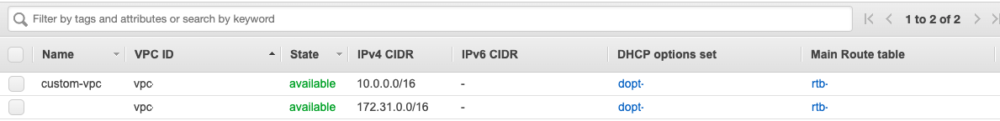 Filter by tags and attributes or search by keyword 1 to 2 of 2
Name VPC ID State IPv4 CIDR IPv6 CIDR DHCP options set Main Route table
custom-vpc vpc- available 10.0.0.0/16 - dopt- rtb-
vpc- available 172.31.0.0/16 - dopt- rtb-